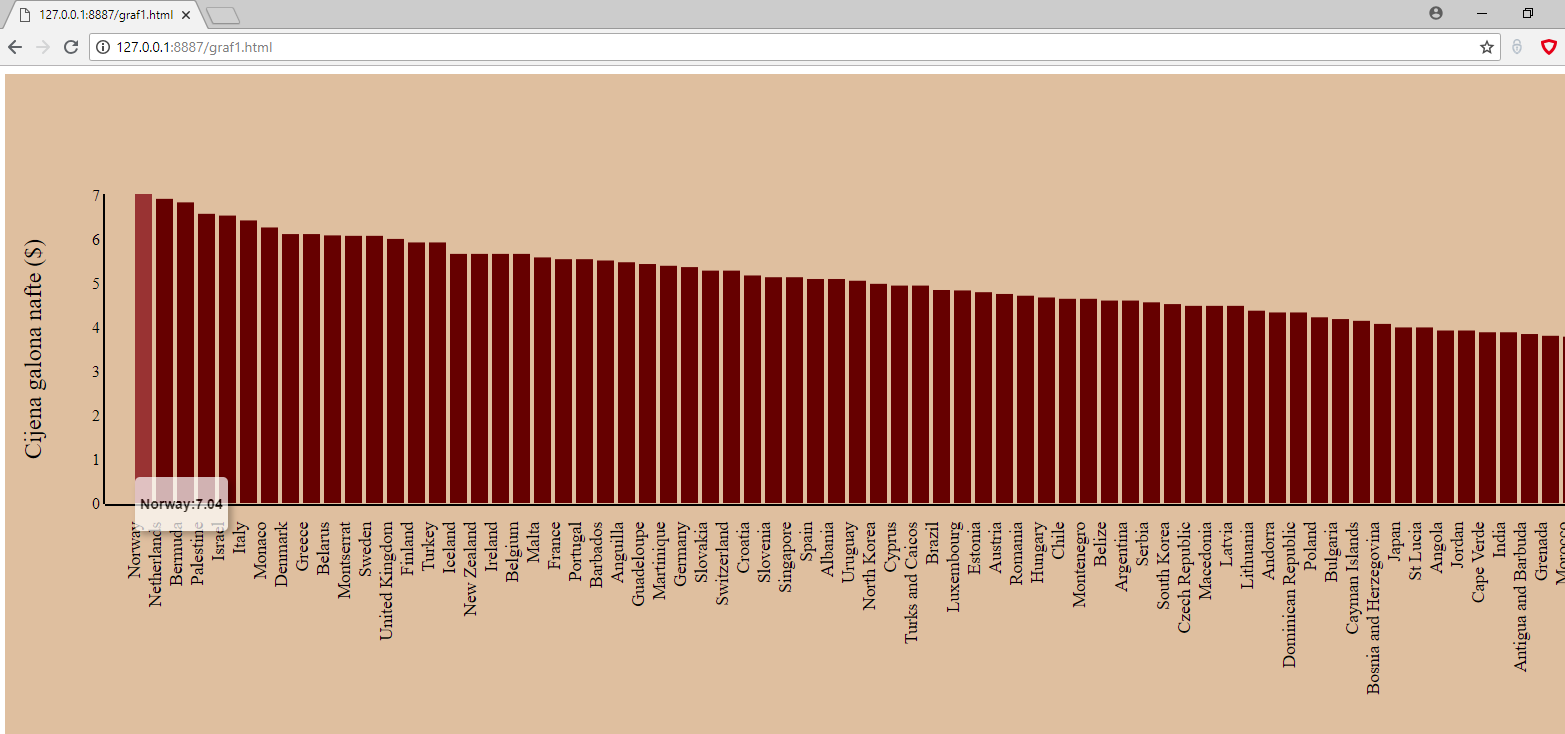 127.0.0.1:8887/graf1.html
127.0.0.1:8887/graf1.html
Cijena galona nafte ($)
7
6
5
4
3
2
1
0
Norway:7.04
Norway
Netherlands
Bermuda
Palestine
Israel
Italy
Monaco
Denmark
Greece
Belarus
Montserrat
Sweden
United Kingdom
Finland
Turkey
Iceland
New Zealand
Ireland
Belgium
Malta
France
Portugal
Barbados
Anguilla
Guadeloupe
Martinique
Germany
Slovakia
Switzerland
Croatia
Slovenia
Singapore
Spain
Albania
Uruguay
North Korea
Cyprus
Turks and Caicos
Brazil
Luxembourg
Estonia
Austria
Romania
Hungary
Chile
Montenegro
Belize
Argentina
Serbia
South Korea
Czech Republic
Macedonia
Latvia
Lithuania
Andorra
Dominican Republic
Poland
Bulgaria
Cayman Islands
Bosnia and Herzegovina
Japan
St Lucia
Angola
Jordan
Cape Verde
India
Antigua and Barbuda
Grenada
Morocco